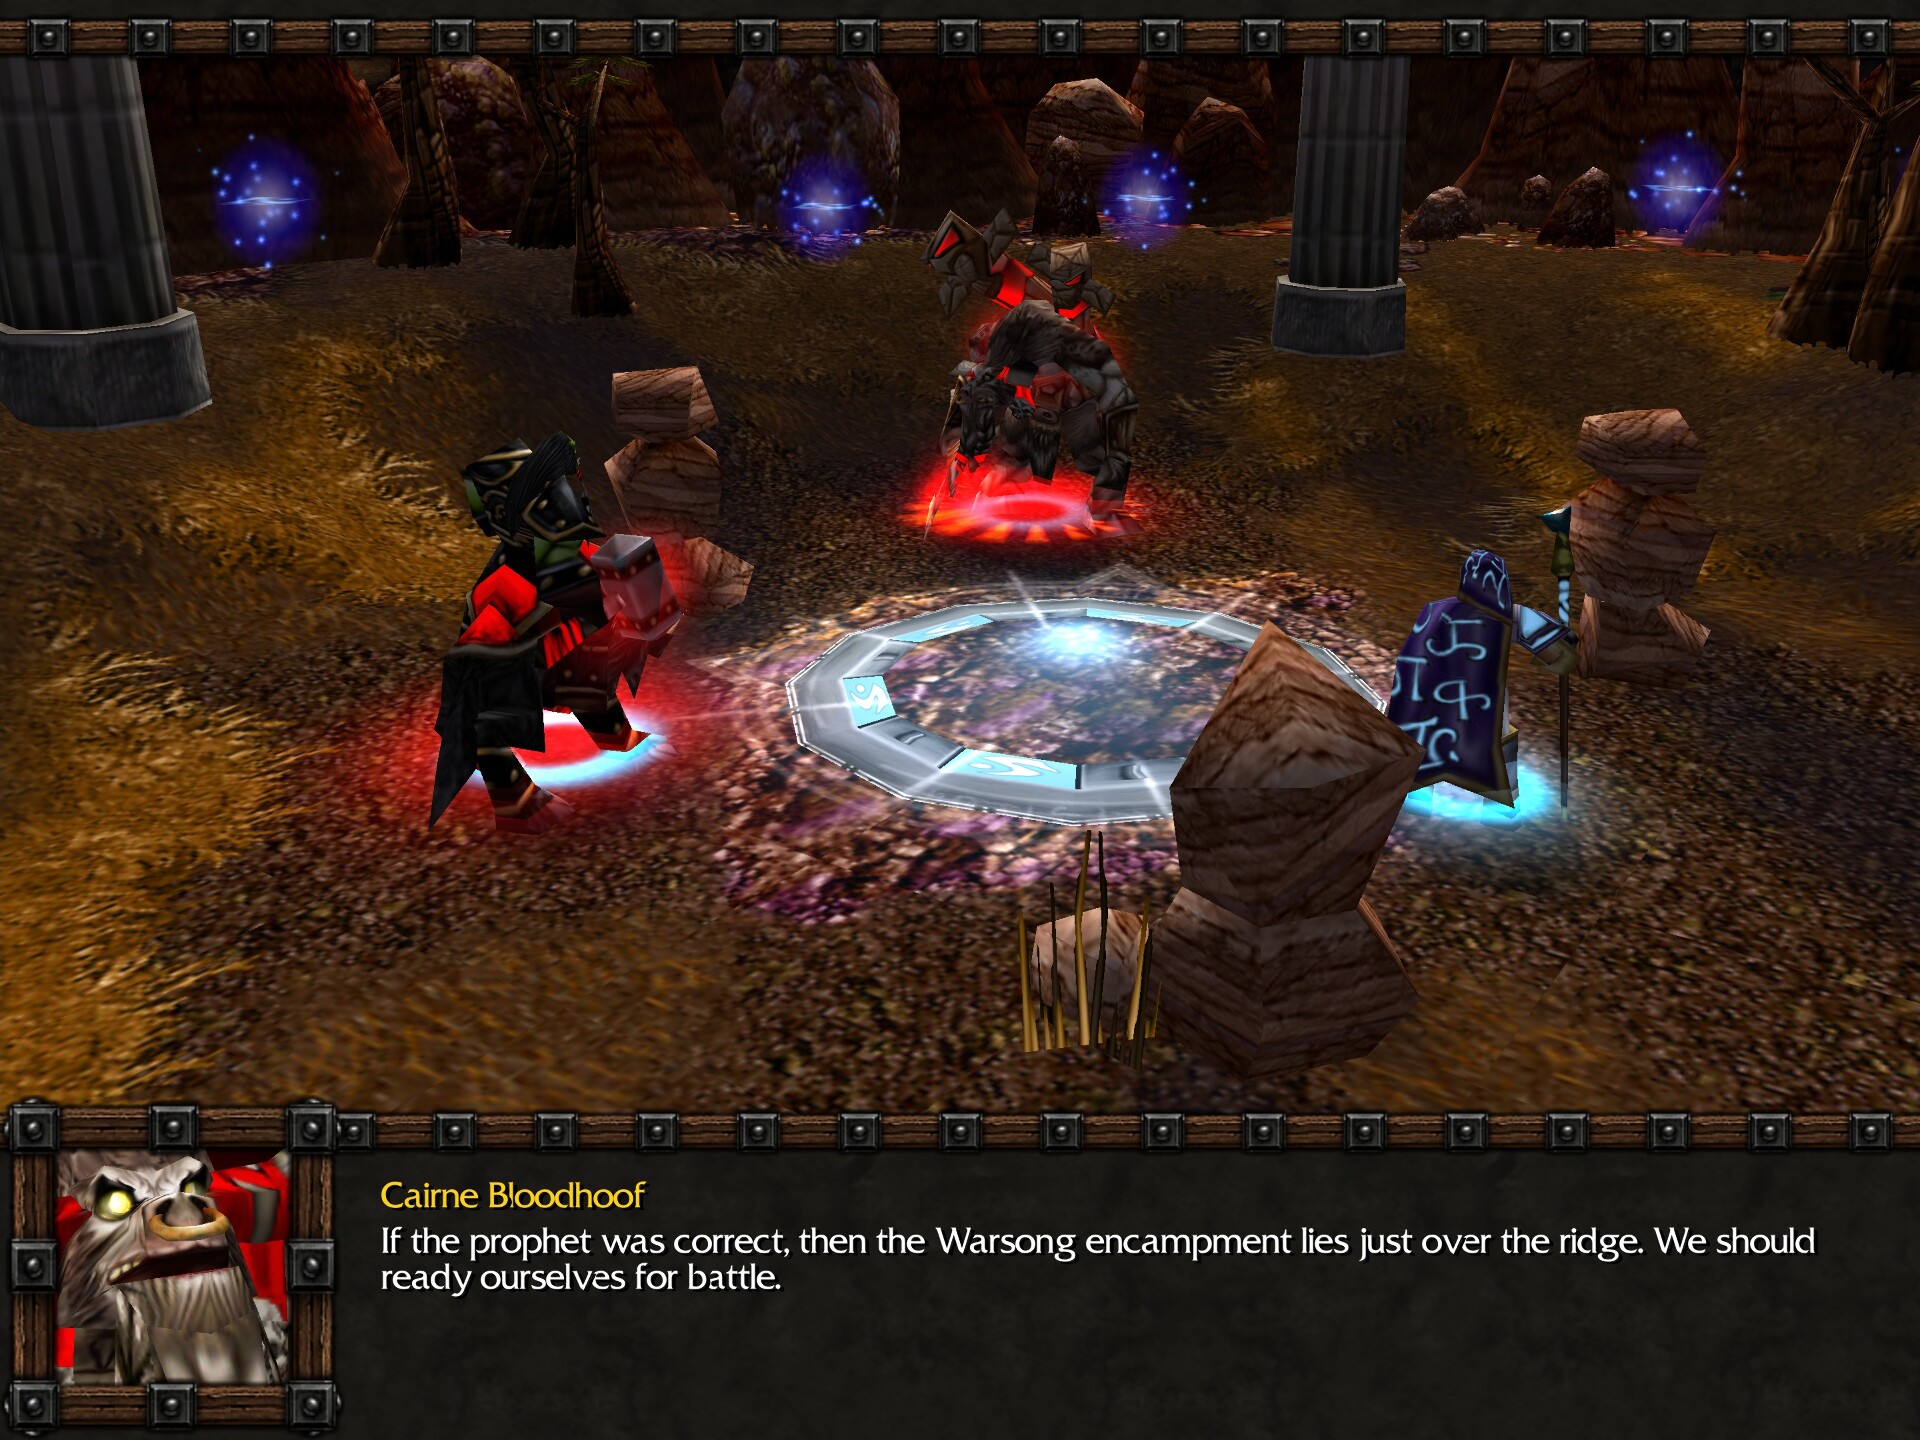 Cairne Bloodhoof
If the prophet was correct, then the Warsong encampment lies just over the ridge. We should
ready ourselves for battle.